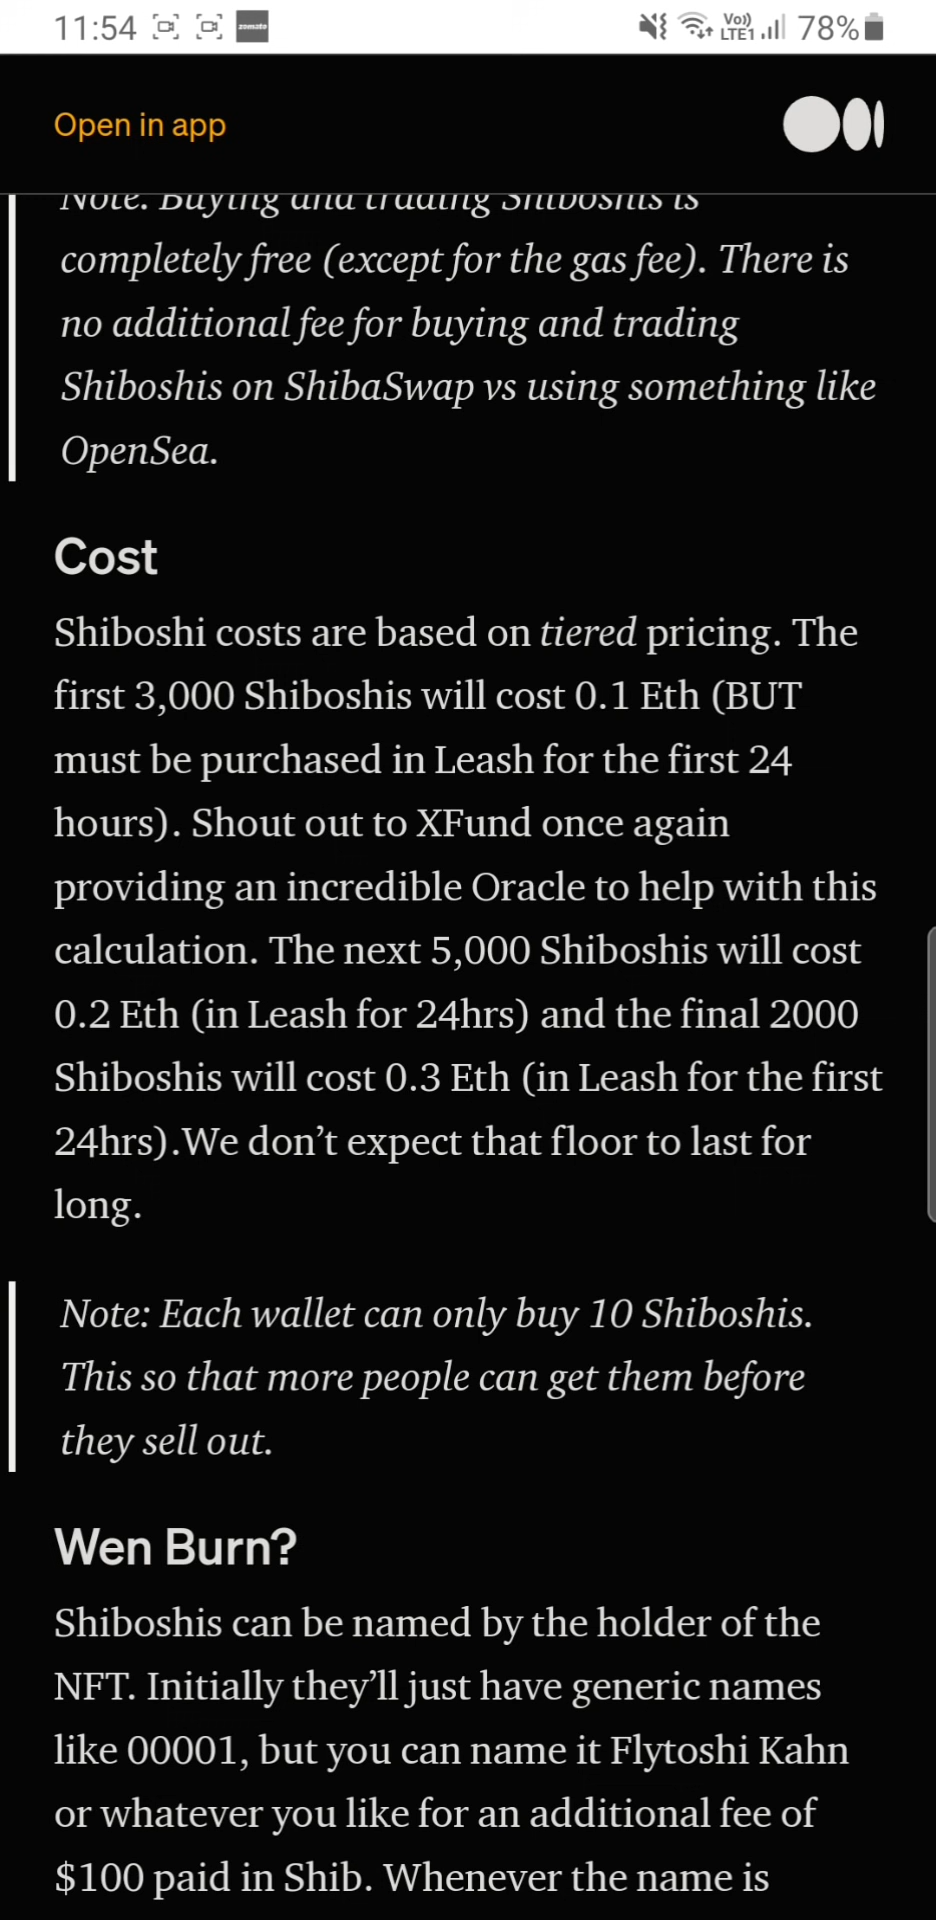 11:54 zomato Vo)) LTE1 78%
Open in app
Note: Buying and trading Shiboshis is
completely free (except for the gas fee). There is
no additional fee for buying and trading
Shiboshis on ShibaSwap vs using something like
OpenSea.
Cost
Shiboshi costs are based on tiered pricing. The
first 3,000 Shiboshis will cost 0.1 Eth (BUT
must be purchased in Leash for the first 24
hours). Shout out to XFund once again
providing an incredible Oracle to help with this
calculation. The next 5,000 Shiboshis will cost
0.2 Eth (in Leash for 24hrs) and the final 2000
Shiboshis will cost 0.3 Eth (in Leash for the first
24hrs).We don’t expect that floor to last for
long.
Note: Each wallet can only buy 10 Shiboshis.
This so that more people can get them before
they sell out.
Wen Burn?
Shiboshis can be named by the holder of the
NFT. Initially they’ll just have generic names
like 00001, but you can name it Flytoshi Kahn
or whatever you like for an additional fee of
$100 paid in Shib. Whenever the name is